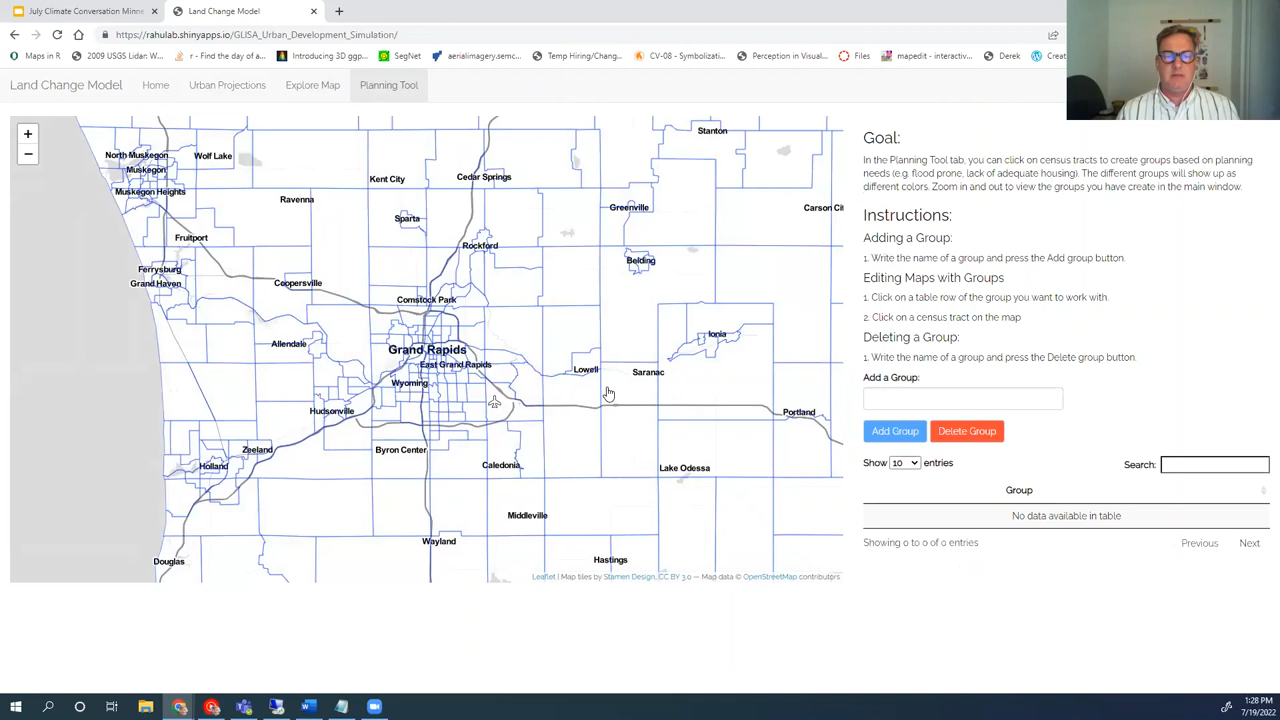 July Climate Conversation Minne
Land Change Model
https://rahulab.shinyapps.io/GLISA_Urban_Development_Simulation/
Maps in R
2009 USGS Lidar W...
r - Find the day of a...
Introducing 3D ggp...
SegNet
aerialimagery.semc...
Temp Hiring/Chang...
CV-08 - Symbolizati...
Perception in Visual...
Files
mapedit - interactiv...
Derek
Creat
Land Change Model
Home
Urban Projections
Explore Map
Planning Tool
+
−
Stanton
North Muskegon
Wolf Lake
Muskegon
Kent City
Cedar Springs
Muskegon Heights
Ravenna
Greenville
Carson Cit
Sparta
Fruitport
Rockford
Belding
Ferrysburg
Grand Haven
Coopersville
Comstock Park
Ionia
Allendale
Grand Rapids
East Grand Rapids
Lowell
Saranac
Wyoming
Hudsonville
Portland
Zeeland
Byron Center
Holland
Caledonia
Lake Odessa
Middleville
Wayland
Douglas
Hastings
Leaflet | Map tiles by Stamen Design, CC BY 3.0 — Map data © OpenStreetMap contributors
Goal:
In the Planning Tool tab, you can click on census tracts to create groups based on planning
needs (e.g. flood prone, lack of adequate housing). The different groups will show up as
different colors. Zoom in and out to view the groups you have create in the main window.
Instructions:
Adding a Group:
1. Write the name of a group and press the Add group button.
Editing Maps with Groups
1. Click on a table row of the group you want to work with.
2. Click on a census tract on the map
Deleting a Group:
1. Write the name of a group and press the Delete group button.
Add a Group:
Add Group
Delete Group
Show 10 entries
Search:
Group
No data available in table
Showing 0 to 0 of 0 entries
Previous
Next
1:28 PM
7/19/2022